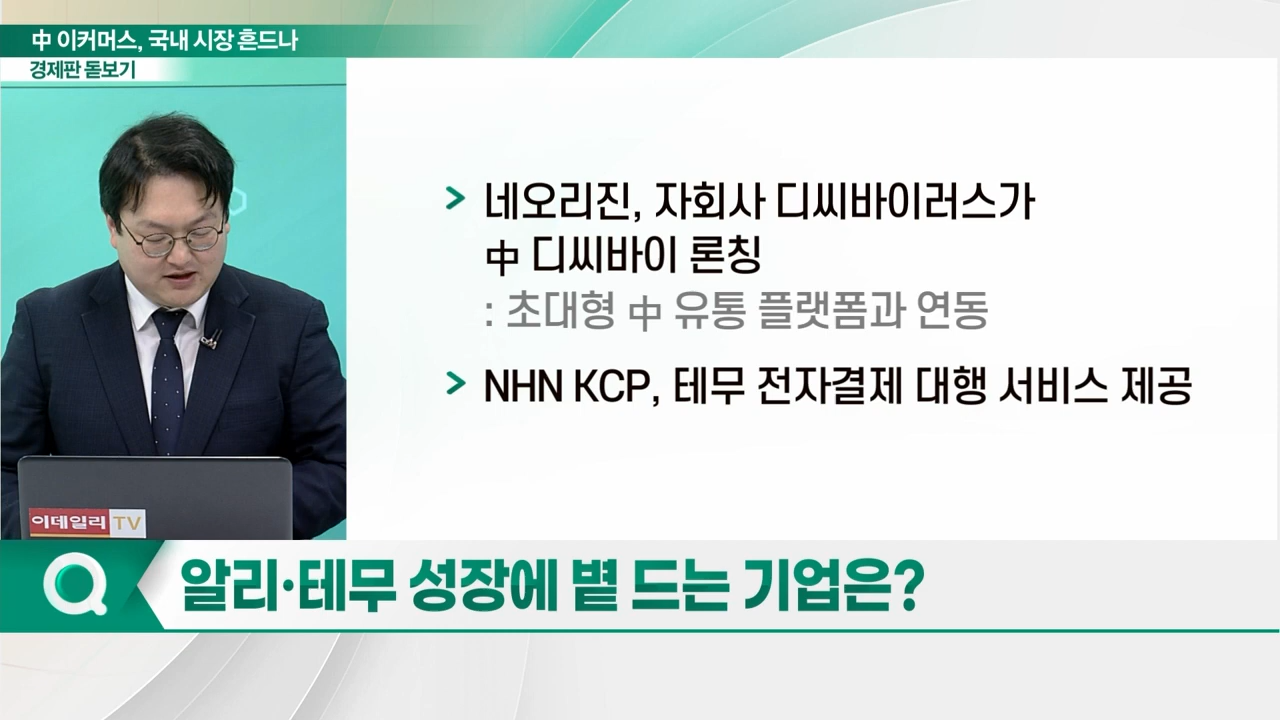 中 이커머스, 국내 시장 흔드나
경제판 돋보기
> 네오리진, 자회사 디씨바이러스가
中 디씨바이 론칭
: 초대형 中 유통 플랫폼과 연동
> NHN KCP, 테무 전자결제 대행 서비스 제공
이데일리 TV
Q 알리·테무 성장에 볕 드는 기업은?